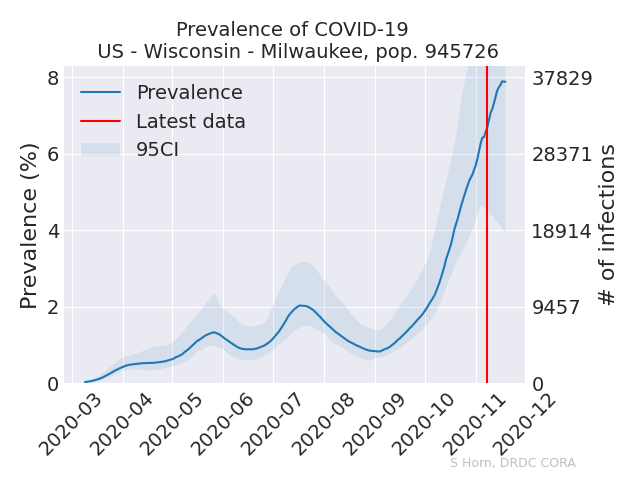 Prevalence of COVID-19
US - Wisconsin - Milwaukee, pop. 945726
Prevalence
Latest data
95CI
Prevalence (%)
8
6
4
2
0
37829
28371
18914
9457
0
# of infections
2020-03
2020-04
2020-05
2020-06
2020-07
2020-08
2020-09
2020-10
2020-11
2020-12
S Horn, DRDC CORA